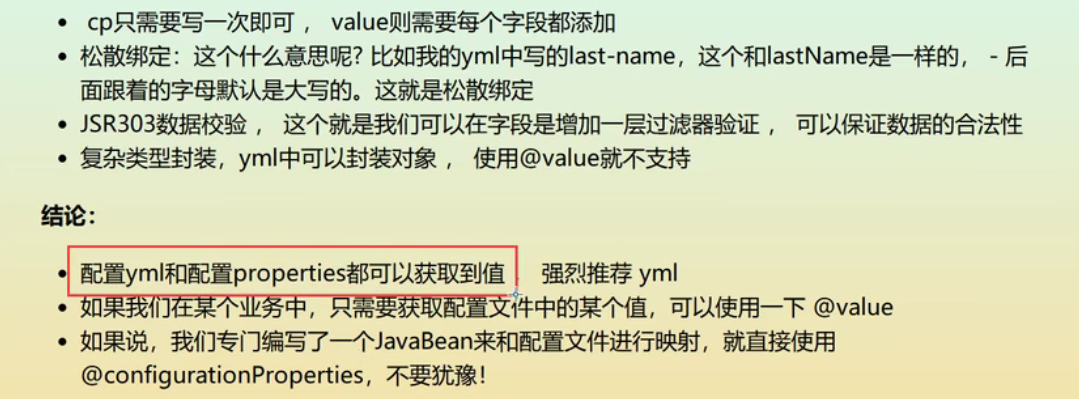 • cp只需要写一次即可 ， value则需要每个字段都添加
• 松散绑定：这个什么意思呢? 比如我的yml中写的last-name，这个和lastName是一样的， - 后
面跟着的字母默认是大写的。这就是松散绑定
• JSR303数据校验 ， 这个就是我们可以在字段是增加一层过滤器验证 ， 可以保证数据的合法性
• 复杂类型封装，yml中可以封装对象 ， 使用@value就不支持
结论：
• 配置yml和配置properties都可以获取到值 ， 强烈推荐 yml
• 如果我们在某个业务中，只需要获取配置文件中的某个值，可以使用一下 @value
• 如果说，我们专门编写了一个JavaBean来和配置文件进行映射，就直接使用
@configurationProperties，不要犹豫！